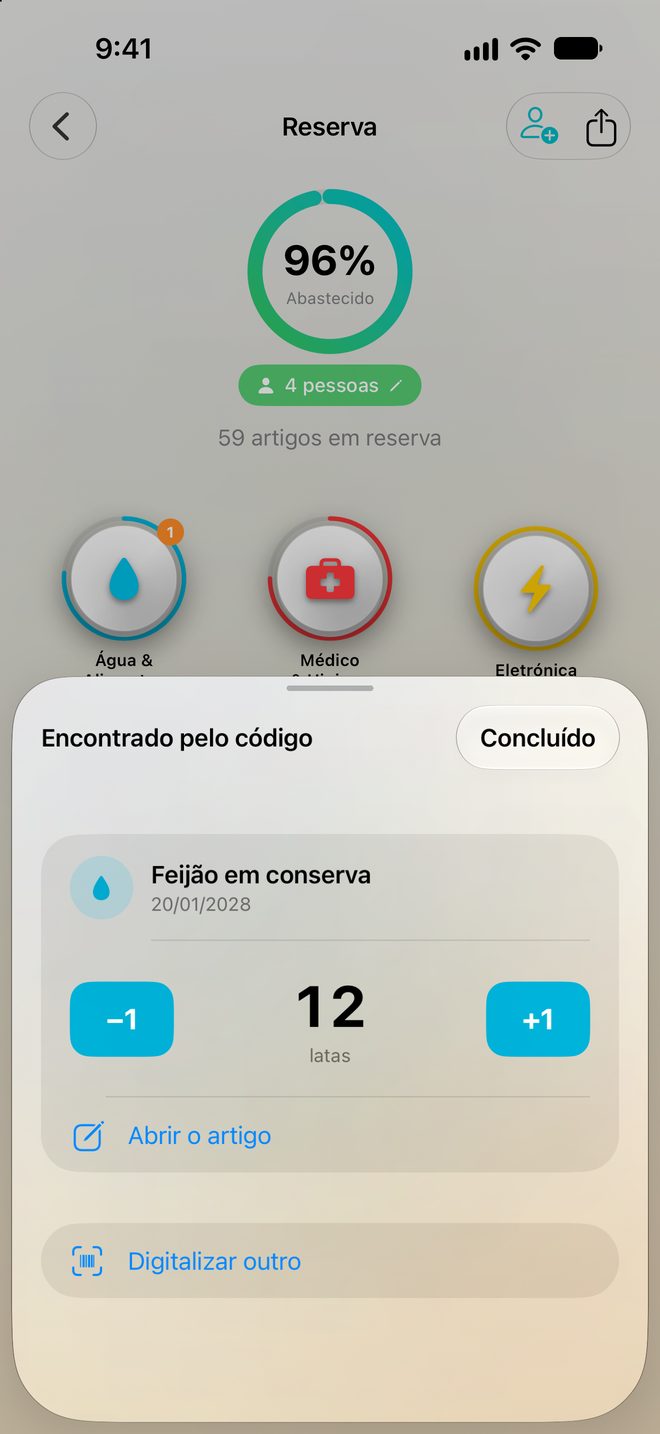 9:41
Reserva
96%
Abastecido
4 pessoas
59 artigos em reserva
1
Água &
Médico
Eletrónica
Encontrado pelo código
Concluído
Feijão em conserva
20/01/2028
−1
12
+1
latas
Abrir o artigo
Digitalizar outro